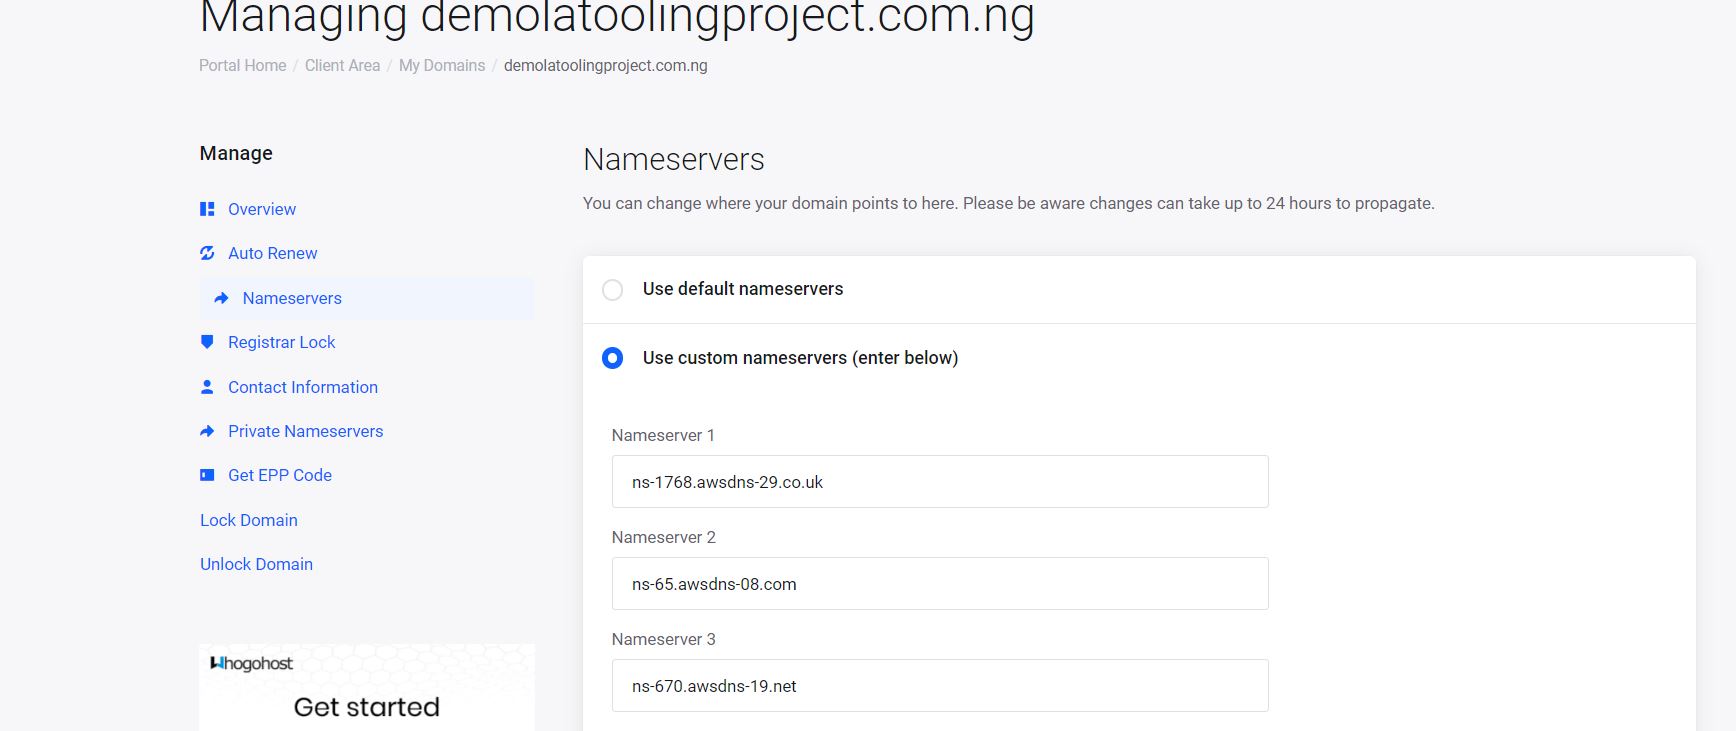 Managing demolatoolingproject.com.ng
Portal Home / Client Area / My Domains / demolatoolingproject.com.ng
Manage
Overview
Auto Renew
Nameservers
Registrar Lock
Contact Information
Private Nameservers
Get EPP Code
Lock Domain
Unlock Domain
whogohost
Get started
Nameservers
You can change where your domain points to here. Please be aware changes can take up to 24 hours to propagate.
Use default nameservers
Use custom nameservers (enter below)
Nameserver 1
ns-1768.awsdns-29.co.uk
Nameserver 2
ns-65.awsdns-08.com
Nameserver 3
ns-670.awsdns-19.net